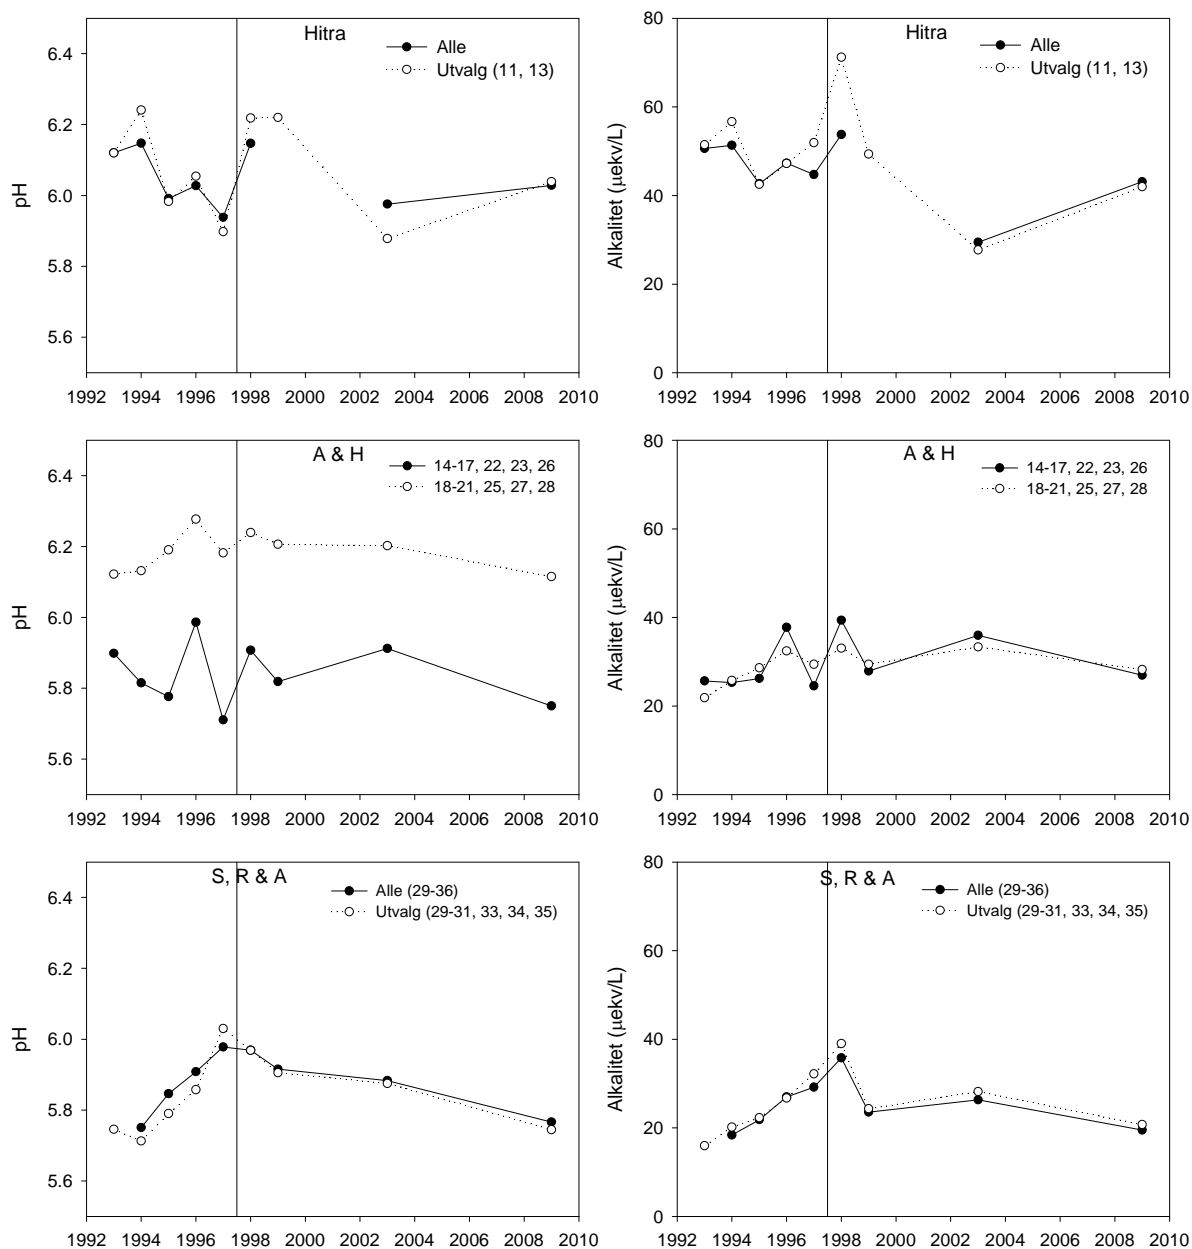 Hitra
Alle
Utvalg (11, 13)
pH
6.4
6.2
6.0
5.8
5.6
1992 1994 1996 1998 2000 2002 2004 2006 2008 2010
Hitra
Alle
Utvalg (11, 13)
Alkalitet (µekv/L)
80
60
40
20
0
1992 1994 1996 1998 2000 2002 2004 2006 2008 2010
A & H
14-17, 22, 23, 26
18-21, 25, 27, 28
pH
6.4
6.2
6.0
5.8
5.6
1992 1994 1996 1998 2000 2002 2004 2006 2008 2010
A & H
14-17, 22, 23, 26
18-21, 25, 27, 28
Alkalitet (µekv/L)
80
60
40
20
0
1992 1994 1996 1998 2000 2002 2004 2006 2008 2010
S, R & A
Alle (29-36)
Utvalg (29-31, 33, 34, 35)
pH
6.4
6.2
6.0
5.8
5.6
1992 1994 1996 1998 2000 2002 2004 2006 2008 2010
S, R & A
Alle (29-36)
Utvalg (29-31, 33, 34, 35)
Alkalitet (µekv/L)
80
60
40
20
0
1992 1994 1996 1998 2000 2002 2004 2006 2008 2010